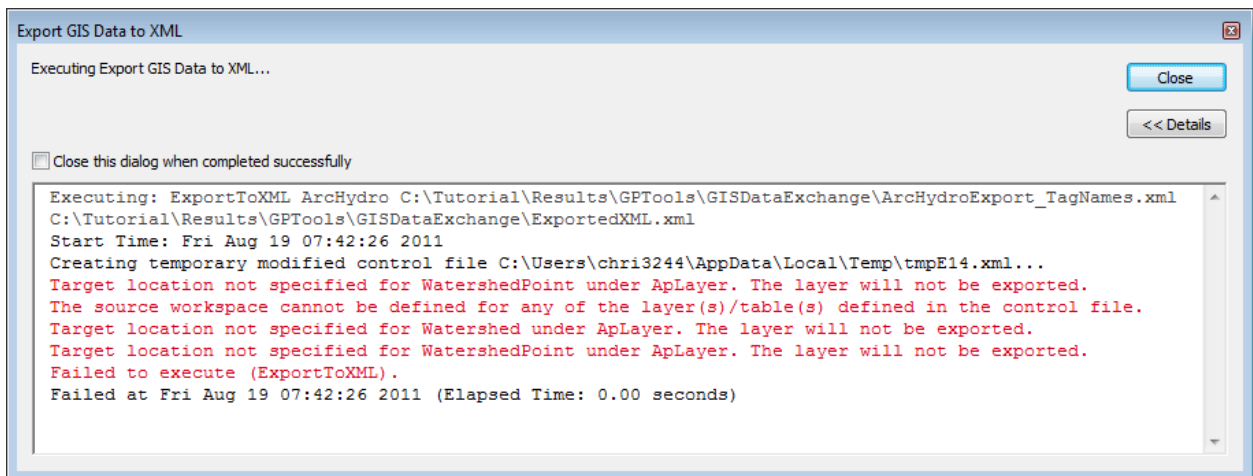 Export GIS Data to XML
Executing Export GIS Data to XML...
Close
<< Details
Close this dialog when completed successfully
Executing: ExportToXML ArcHydro C:\Tutorial\Results\GPTools\GISDataExchange\ArcHydroExport_TagNames.xml
C:\Tutorial\Results\GPTools\GISDataExchange\ExportedXML.xml
Start Time: Fri Aug 19 07:42:26 2011
Creating temporary modified control file C:\Users\chri3244\AppData\Local\Temp\tmpE14.xml...
Target location not specified for WatershedPoint under ApLayer. The layer will not be exported.
The source workspace cannot be defined for any of the layer(s)/table(s) defined in the control file.
Target location not specified for Watershed under ApLayer. The layer will not be exported.
Target location not specified for WatershedPoint under ApLayer. The layer will not be exported.
Failed to execute (ExportToXML).
Failed at Fri Aug 19 07:42:26 2011 (Elapsed Time: 0.00 seconds)